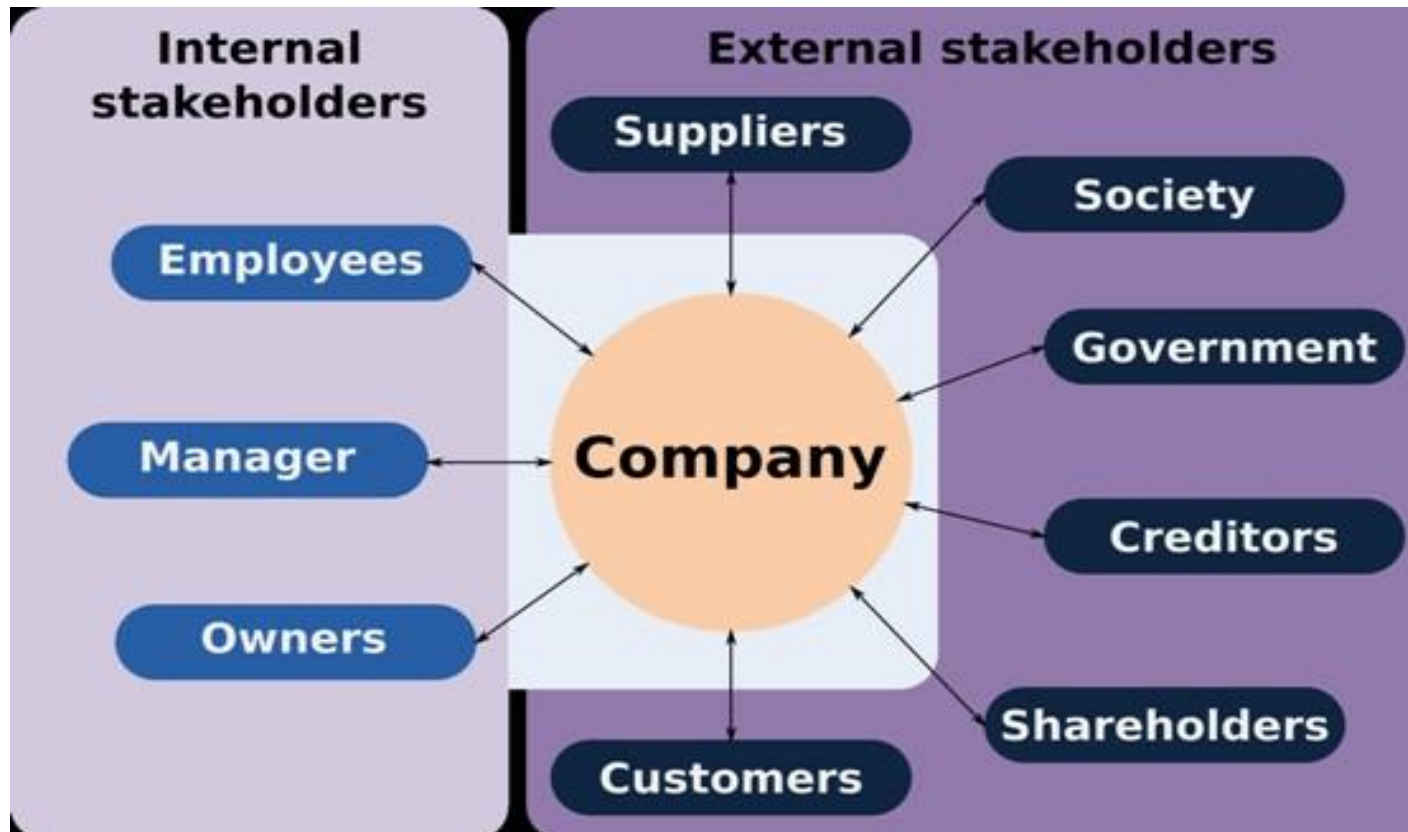 Internal
stakeholders
Employees
Manager
Owners
External stakeholders
Suppliers
Society
Government
Company
Creditors
Shareholders
Customers